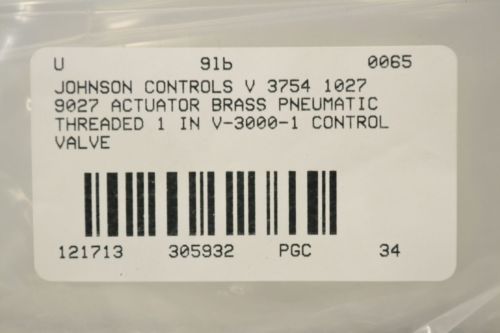 U 9lb 0065
JOHNSON CONTROLS V 3754 1027
9027 ACTUATOR BRASS PNEUMATIC
THREADED 1 IN V-3000-1 CONTROL
VALVE
121713 305932 PGC 34